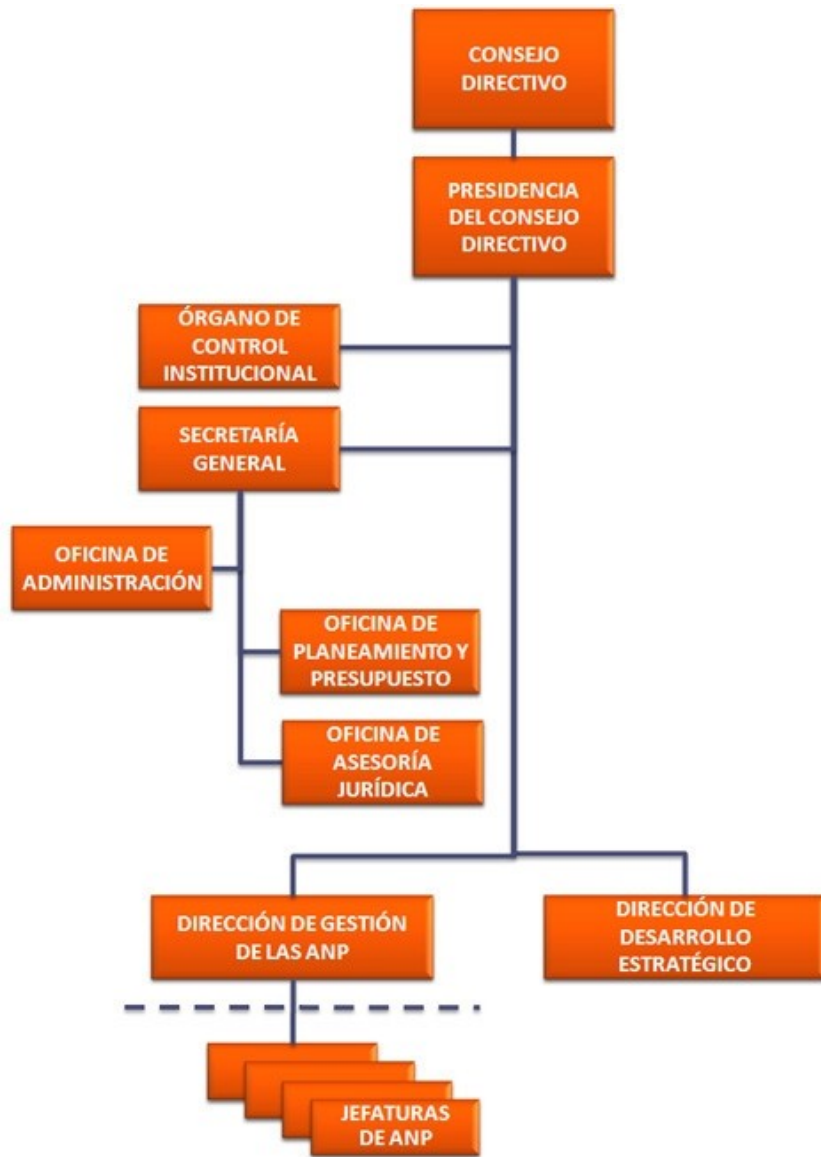 CONSEJO
DIRECTIVO
PRESIDENCIA
DEL CONSEJO
DIRECTIVO
ÓRGANO DE
CONTROL
INSTITUCIONAL
SECRETARÍA
GENERAL
OFICINA DE
ADMINISTRACIÓN
OFICINA DE
PLANEAMIENTO Y
PRESUPUESTO
OFICINA DE
ASESORÍA
JURÍDICA
DIRECCIÓN DE GESTIÓN
DE LAS ANP
DIRECCIÓN DE
DESARROLLO
ESTRATÉGICO
JEFATURAS
DE ANP